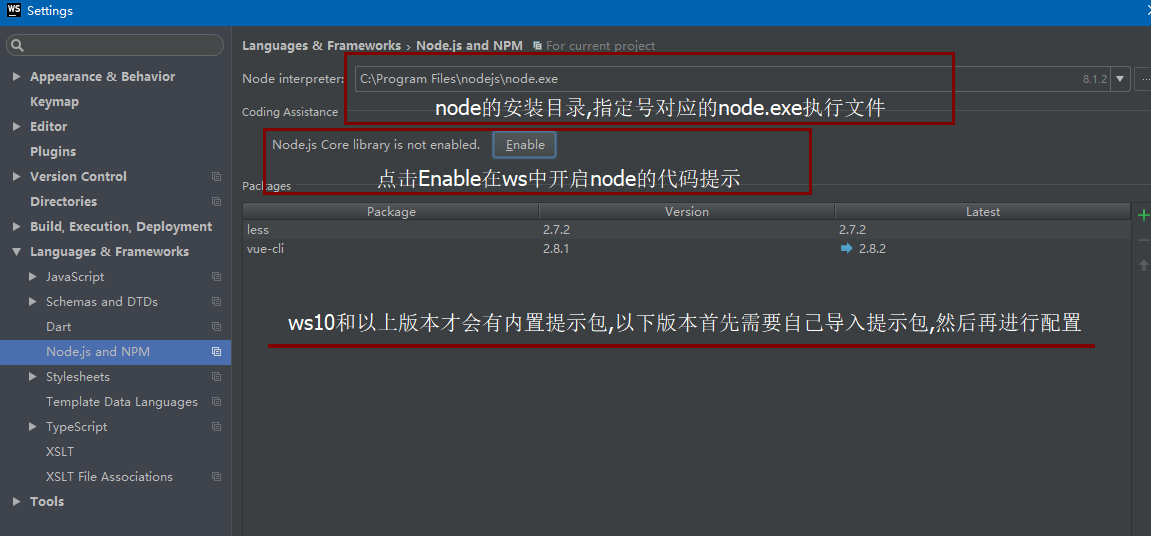 WS Settings
Appearance & Behavior
Keymap
Editor
Plugins
Version Control
Directories
Build, Execution, Deployment
Languages & Frameworks
JavaScript
Schemas and DTDs
Dart
Node.js and NPM
Stylesheets
Template Data Languages
TypeScript
XSLT
XSLT File Associations
Tools
Languages & Frameworks › Node.js and NPM For current project
Node interpreter: C:\Program Files\nodejs\node.exe 8.1.2 ...
node的安装目录,指定号对应的node.exe执行文件
Coding Assistance
Node.js Core library is not enabled. Enable
点击Enable在ws中开启node的代码提示
Packages
Package Version Latest
less 2.7.2 2.7.2
vue-cli 2.8.1 2.8.2
ws10和以上版本才会有内置提示包,以下版本首先需要自己导入提示包,然后再进行配置